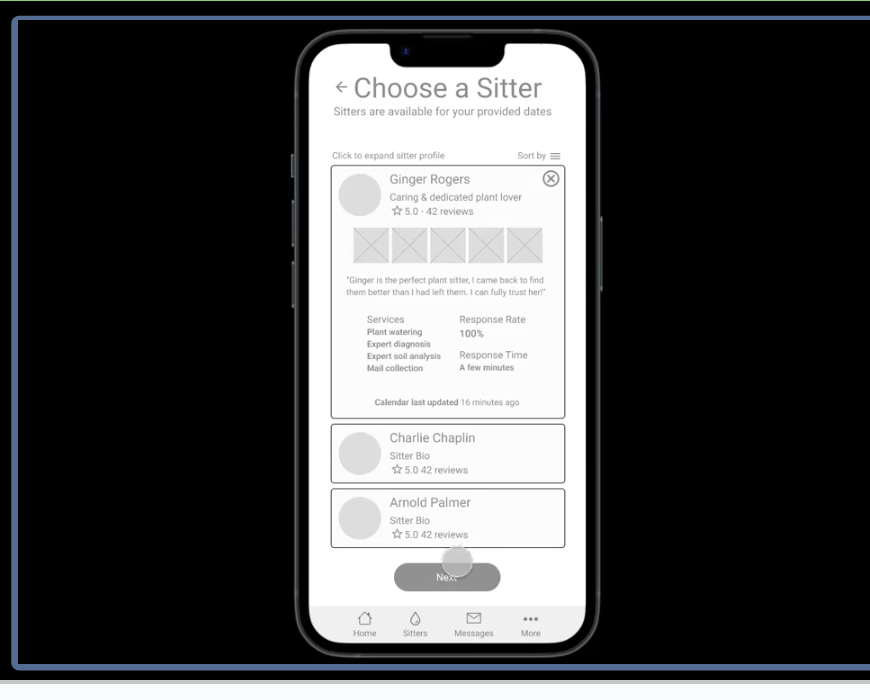 Choose a Sitter
Sitters are available for your provided dates
Click to expand sitter profile
Sort by
Ginger Rogers
Caring & dedicated plant lover
5.0 · 42 reviews
"Ginger is the perfect plant sitter, I came back to find
them better than I had left them. I can fully trust her!"
Services
Plant watering
Expert diagnosis
Expert soil analysis
Mail collection
Response Rate
100%
Response Time
A few minutes
Calendar last updated 16 minutes ago
Charlie Chaplin
Sitter Bio
5.0 42 reviews
Arnold Palmer
Sitter Bio
5.0 42 reviews
Next
Home
Sitters
Messages
More